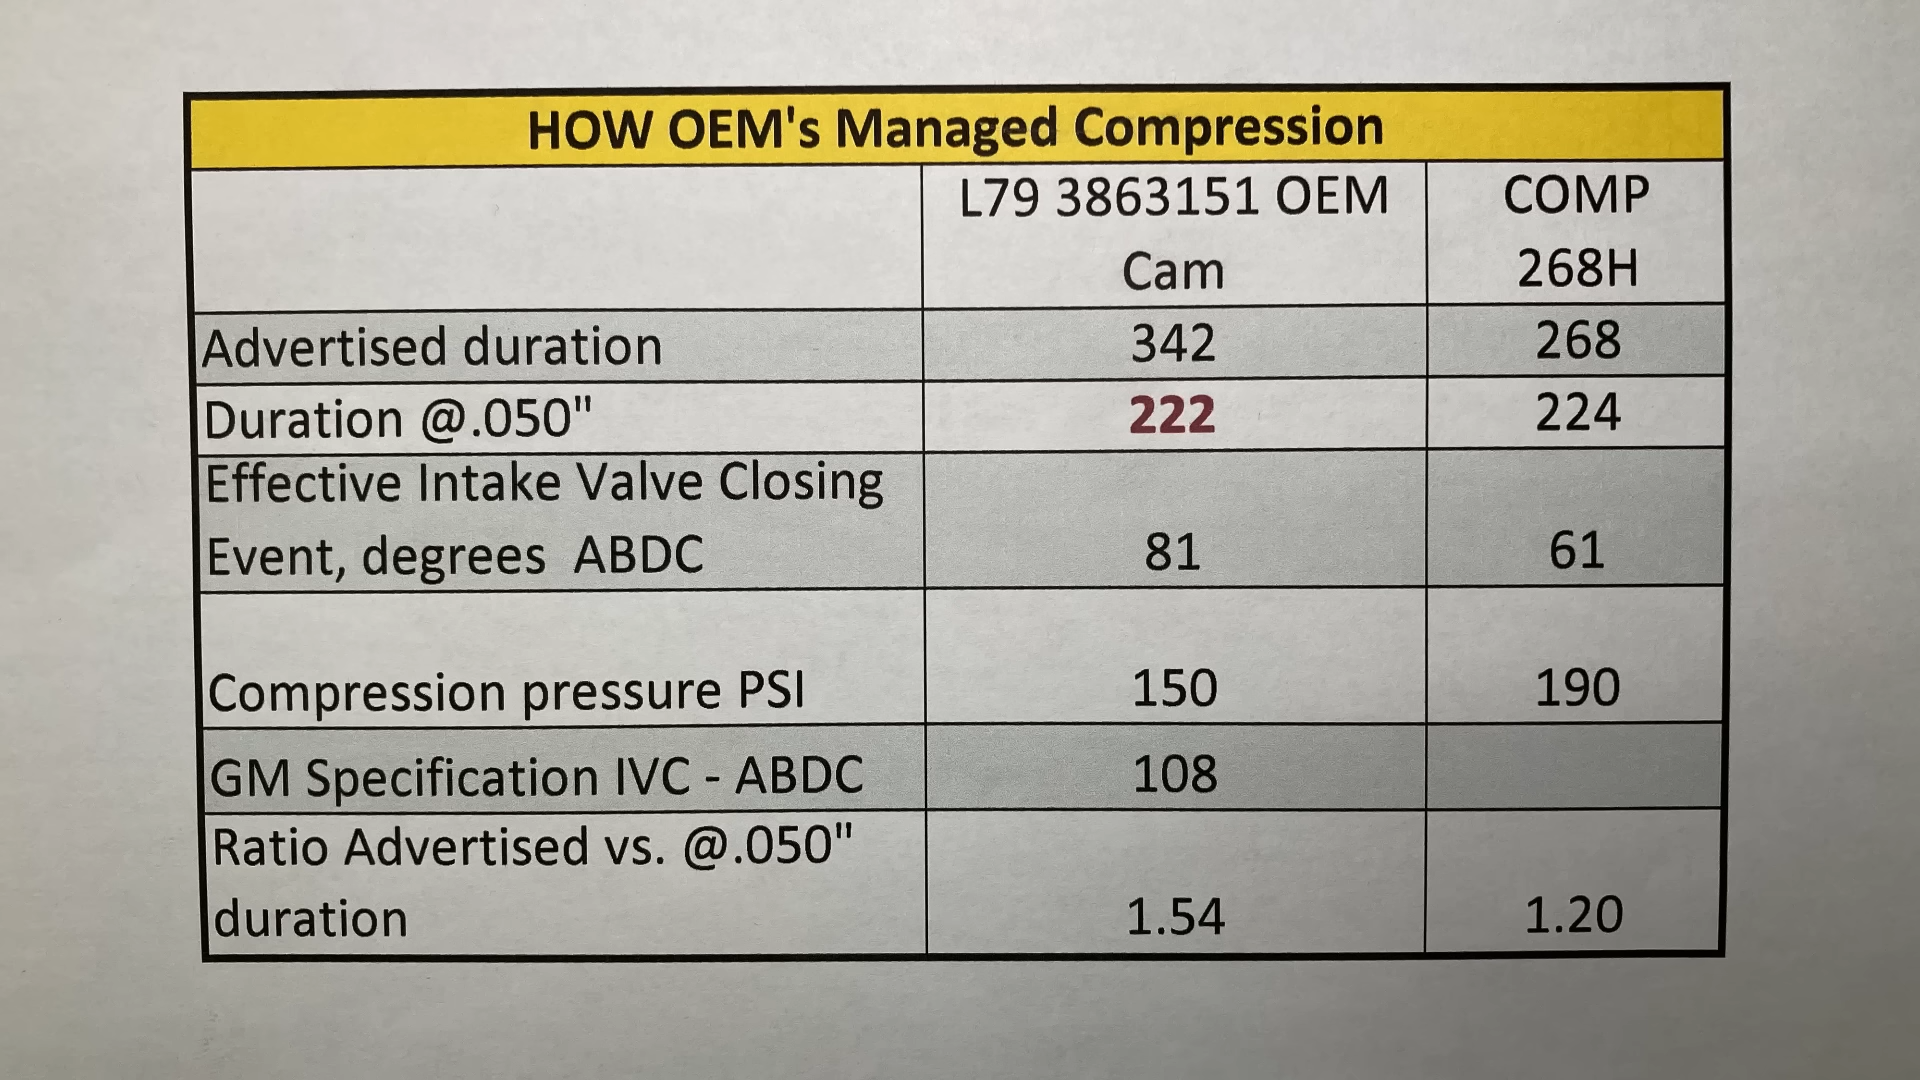 HOW OEM's Managed Compression
L79 3863151 OEM Cam
COMP 268H
Advertised duration 342 268
Duration @.050" 222 224
Effective Intake Valve Closing
Event, degrees ABDC 81 61
Compression pressure PSI 150 190
GM Specification IVC - ABDC 108
Ratio Advertised vs. @.050"
duration 1.54 1.20